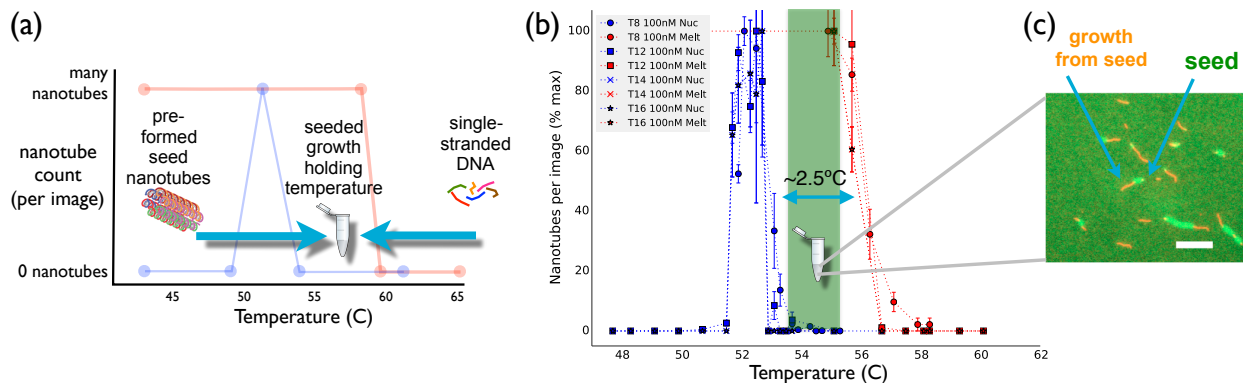 (a)
many
nanotubes
nanotube
count
(per image)
0 nanotubes
pre-
formed
seed
nanotubes
seeded
growth
holding
temperature
single-
stranded
DNA
45
50
55
60
65
Temperature (C)
(b)
Nanotubes per image (% max)
100
80
60
40
20
0
T8 100nM Nuc
T8 100nM Melt
T12 100nM Nuc
T12 100nM Melt
T14 100nM Nuc
T14 100nM Melt
T16 100nM Nuc
T16 100nM Melt
~2.5ºC
48
50
52
54
56
58
60
62
Temperature (C)
(c)
growth
from seed
seed